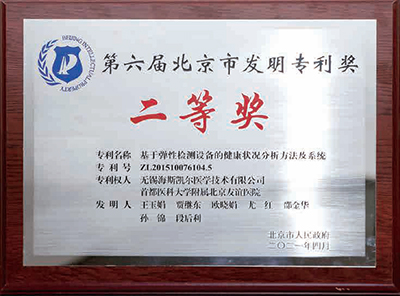 BEIJING INTELLECTUAL PROPERTY
第六届北京市发明专利奖
二等奖
专利名称 基于弹性检测设备的健康状况分析方法及系统
专利号 ZL201510076104.5
专利权人 无锡海斯凯尔医学技术有限公司
首都医科大学附属北京友谊医院
发明人 王玉娟 贾继东 欧晓娟 尤红 邵金华
孙锦 段后利
北京市人民政府
二〇二一年四月